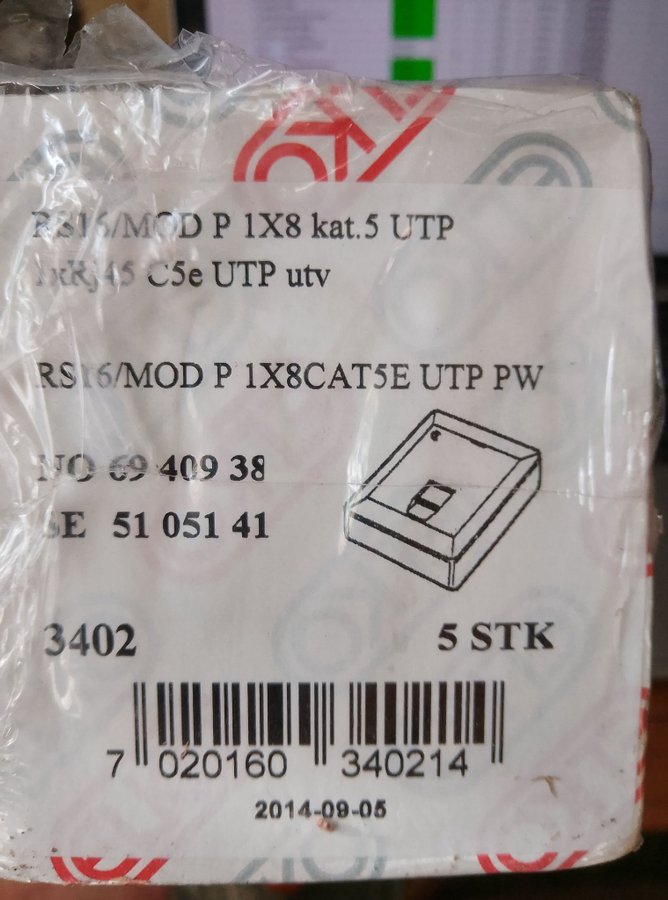 RS16/MOD P 1X8 kat.5 UTP
1xRj45 C5e UTP utv
RS16/MOD P 1X8CAT5E UTP PW
NO 69 409 38
SE 51 051 41
3402
5 STK
7 020160 340214
2014-09-05